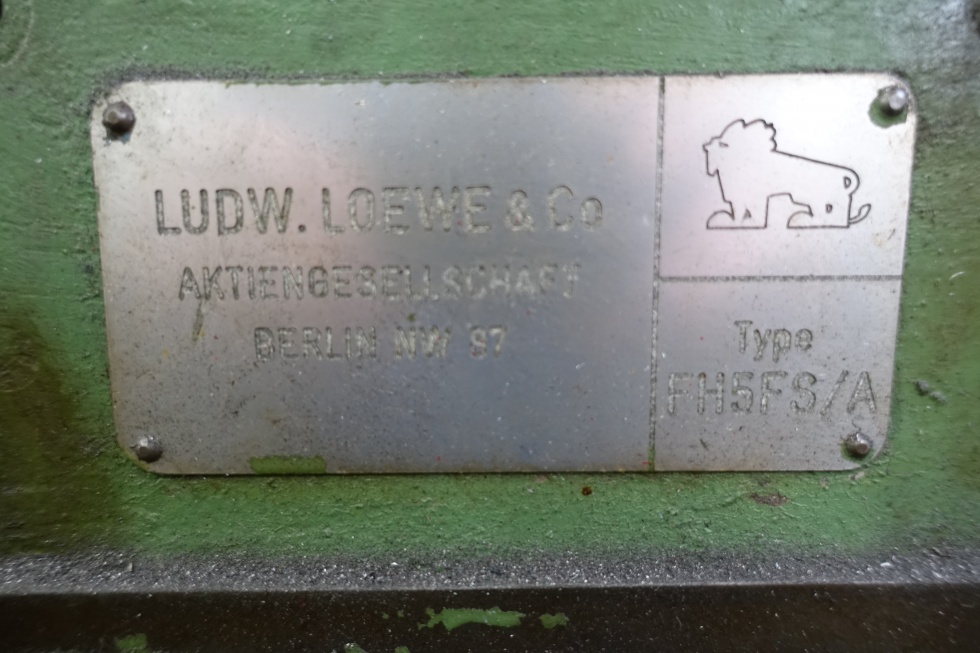 LUDW. LOEWE & Co
AKTIENGESELLSCHAFT
BERLIN NW 87
Type
FH5FS/A